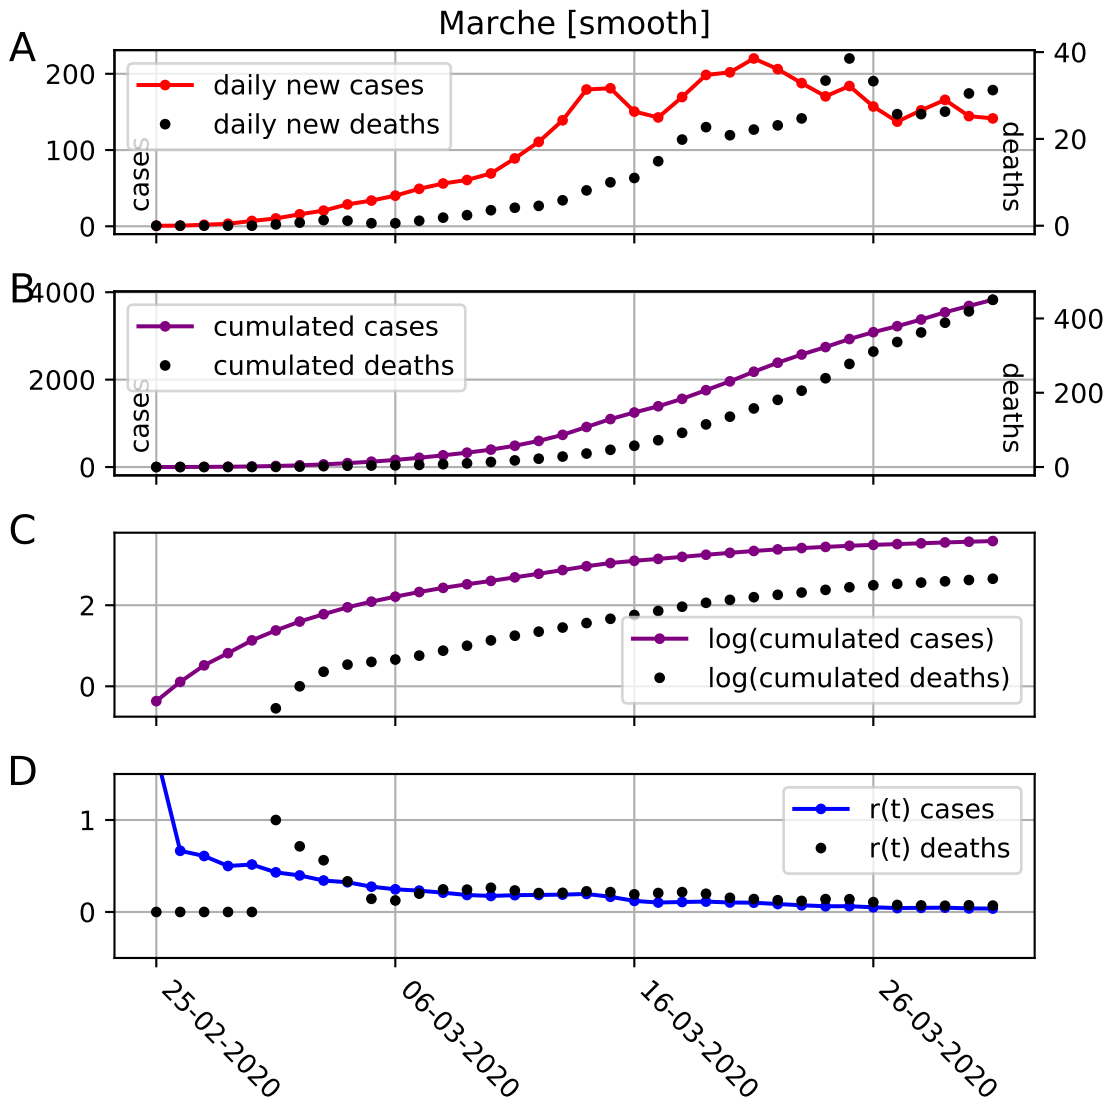 Marche [smooth]
A
200
100
0
40
20
0
daily new cases
daily new deaths
cases
deaths
B
4000
2000
0
400
200
0
cumulated cases
cumulated deaths
cases
deaths
C
2
0
log(cumulated cases)
log(cumulated deaths)
D
1
0
r(t) cases
r(t) deaths
25-02-2020
06-03-2020
16-03-2020
26-03-2020